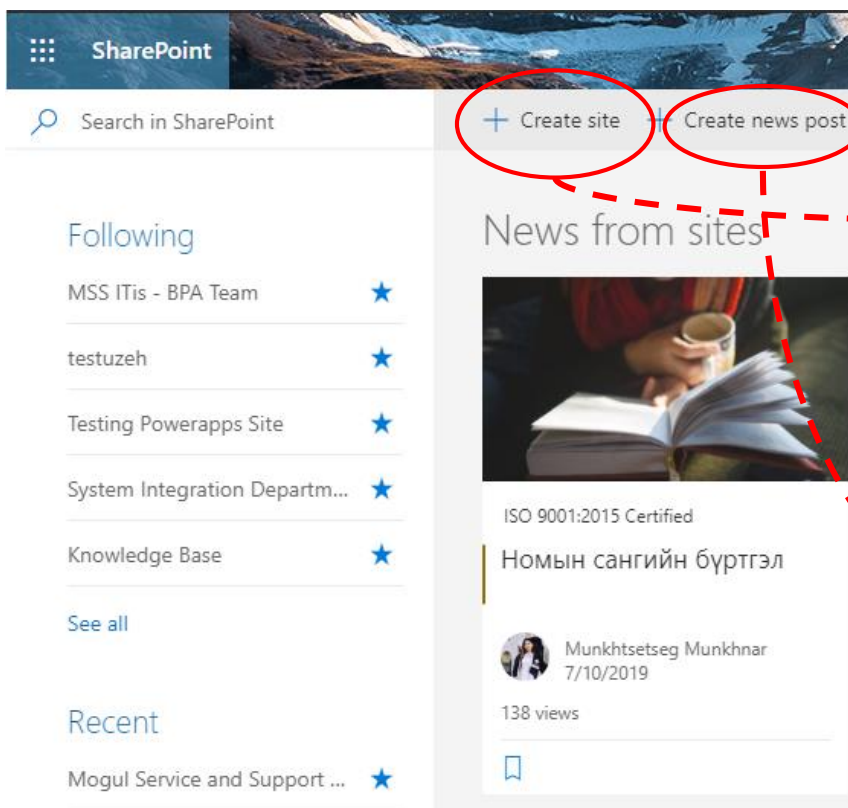 SharePoint
Search in SharePoint
Create site
Create news post
Following
MSS ITis - BPA Team
testuzeh
Testing Powerapps Site
System Integration Departm...
Knowledge Base
See all
Recent
Mogul Service and Support ...
News from sites
ISO 9001:2015 Certified
Номын сангийн бүртгэл
Munkhtsetseg Munkhnar
7/10/2019
138 views